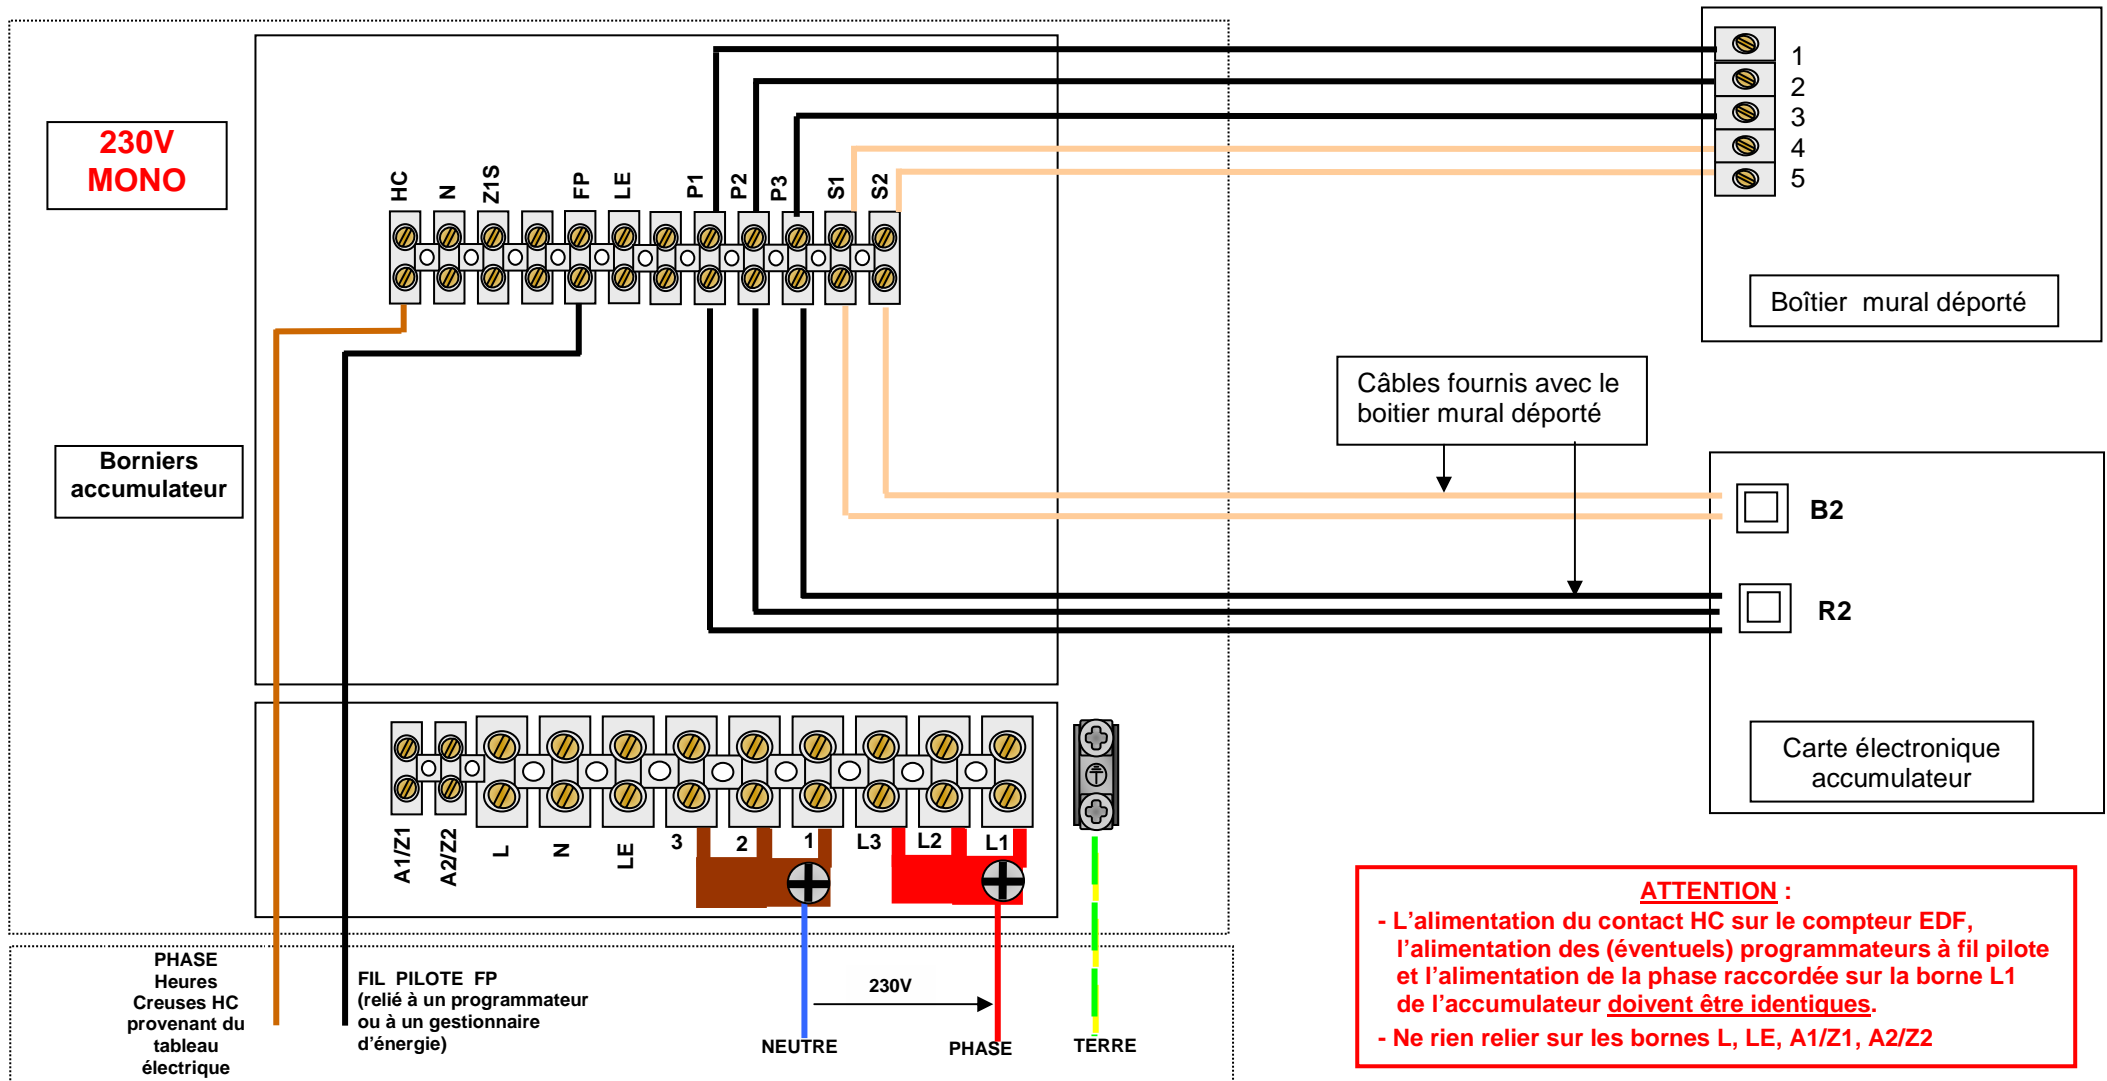 230V
MONO
HC
N
Z1S
FP
LE
P1
P2
P3
S1
S2
1
2
3
4
5
Boîtier mural déporté
Câbles fournis avec le
boitier mural déporté
Borniers
accumulateur
B2
R2
Carte électronique
accumulateur
A1/Z1
A2/Z2
L
N
LE
3
2
1
L3
L2
L1
PHASE
Heures
Creuses HC
provenant du
tableau
électrique
FIL PILOTE FP
(relié à un programmateur
ou à un gestionnaire
d'énergie)
230V
NEUTRE
PHASE
TERRE
ATTENTION :
- L'alimentation du contact HC sur le compteur EDF,
l'alimentation des (éventuels) programmateurs à fil pilote
et l'alimentation de la phase raccordée sur la borne L1
de l'accumulateur doivent être identiques.
- Ne rien relier sur les bornes L, LE, A1/Z1, A2/Z2